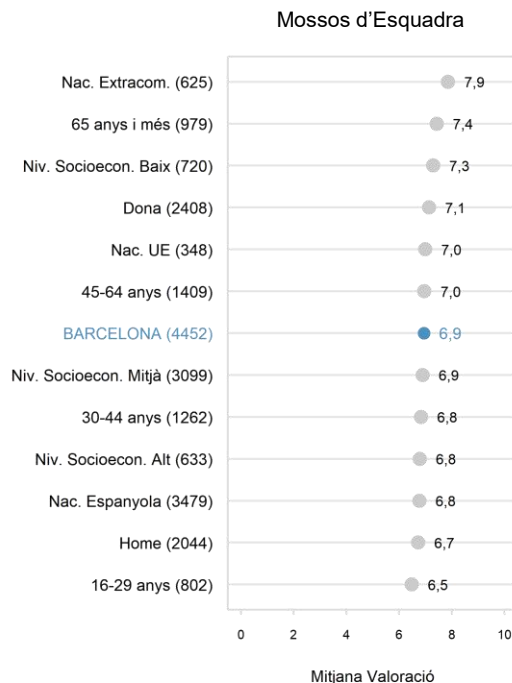 Mossos d’Esquadra
Nac. Extracom. (625) 7,9
65 anys i més (979) 7,4
Niv. Socioecon. Baix (720) 7,3
Dona (2408) 7,1
Nac. UE (348) 7,0
45-64 anys (1409) 7,0
BARCELONA (4452) 6,9
Niv. Socioecon. Mitjà (3099) 6,9
30-44 anys (1262) 6,8
Niv. Socioecon. Alt (633) 6,8
Nac. Espanyola (3479) 6,8
Home (2044) 6,7
16-29 anys (802) 6,5
0 2 4 6 8 10
Mitjana Valoració